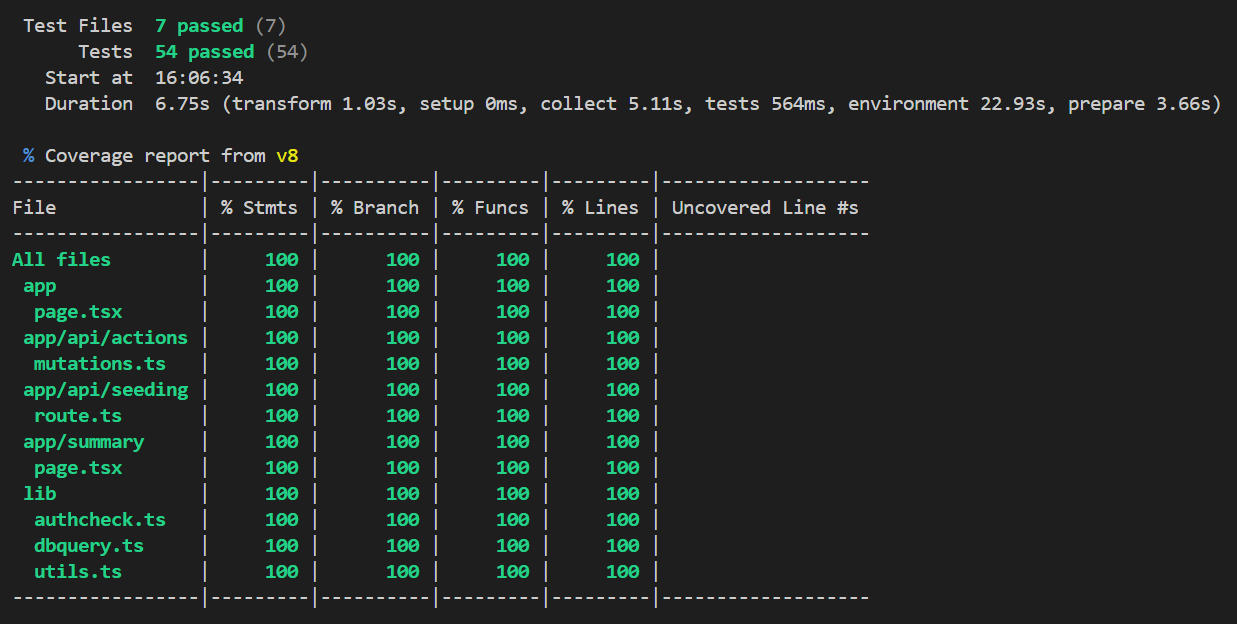 Test Files  7 passed (7)
     Tests  54 passed (54)
  Start at  16:06:34
  Duration  6.75s (transform 1.03s, setup 0ms, collect 5.11s, tests 564ms, environment 22.93s, prepare 3.66s)
% Coverage report from v8
-----------------|---------|----------|---------|---------|-------------------
File             | % Stmts | % Branch | % Funcs | % Lines | Uncovered Line #s
-----------------|---------|----------|---------|---------|-------------------
All files        |     100 |      100 |     100 |     100 |
 app             |     100 |      100 |     100 |     100 |
  page.tsx       |     100 |      100 |     100 |     100 |
 app/api/actions |     100 |      100 |     100 |     100 |
  mutations.ts   |     100 |      100 |     100 |     100 |
 app/api/seeding |     100 |      100 |     100 |     100 |
  route.ts       |     100 |      100 |     100 |     100 |
 app/summary     |     100 |      100 |     100 |     100 |
  page.tsx       |     100 |      100 |     100 |     100 |
 lib             |     100 |      100 |     100 |     100 |
  authcheck.ts   |     100 |      100 |     100 |     100 |
  dbquery.ts     |     100 |      100 |     100 |     100 |
  utils.ts       |     100 |      100 |     100 |     100 |
-----------------|---------|----------|---------|---------|-------------------